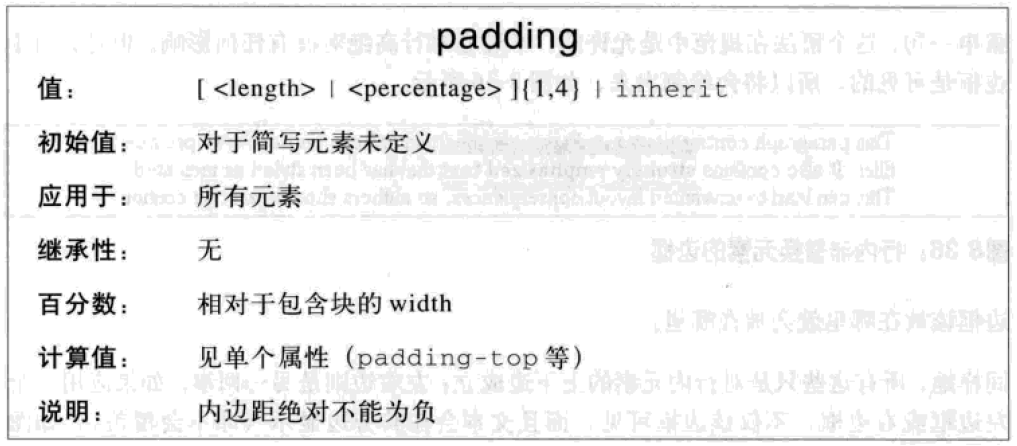 padding
值： [ <length> | <percentage> ]{1,4} | inherit
初始值： 对于简写元素未定义
应用于： 所有元素
继承性： 无
百分数： 相对于包含块的 width
计算值： 见单个属性（padding-top 等）
说明： 内边距绝对不能为负